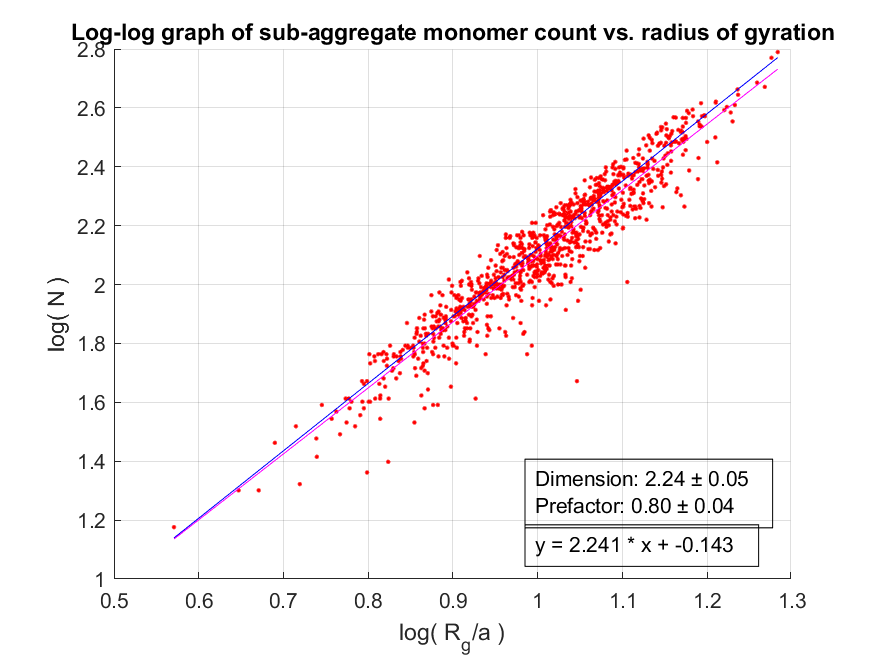 Log-log graph of sub-aggregate monomer count vs. radius of gyration
2.8
2.6
2.4
2.2
2
1.8
1.6
1.4
1.2
1
log( N )
Dimension: 2.24 ± 0.05
Prefactor: 0.80 ± 0.04
y = 2.241 * x + -0.143
0.5 0.6 0.7 0.8 0.9 1 1.1 1.2 1.3
log( R_g/a )